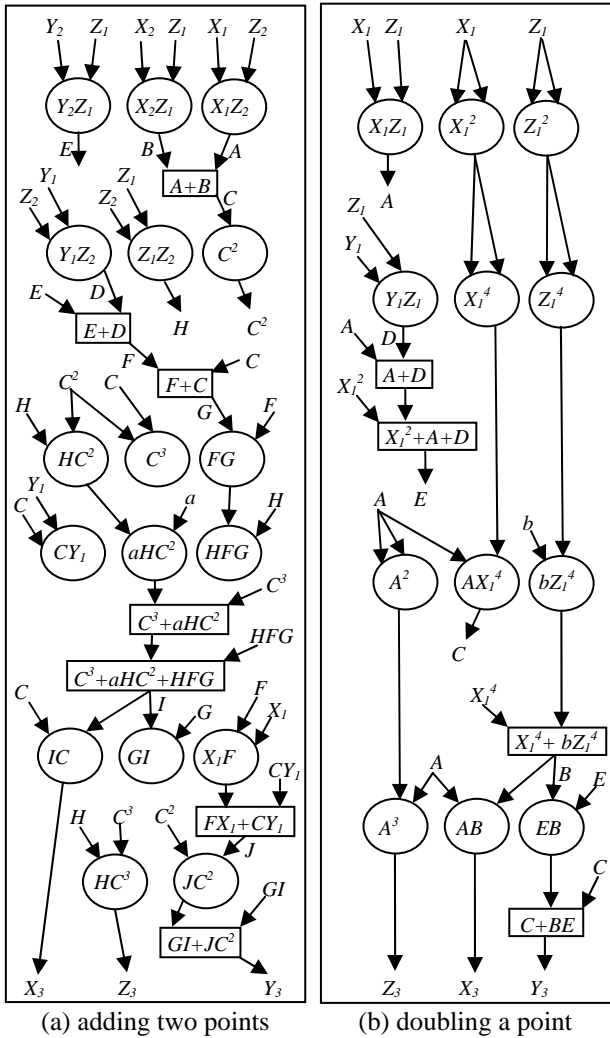 Y₂ Z₁ X₂ Z₁ X₁ Z₂
Y₂Z₁ X₂Z₁ X₁Z₂
E B A
A+B
C
Y₁ Z₁
Z₂ Z₂
Y₁Z₂ Z₁Z₂ C²
E D H C²
E+D
F C
F+C
C² C G
H F
HC² C³ FG
Y₁ a H
C
CY₁ aHC² HFG
C³
C³+aHC²
HFG
C³+aHC²+HFG
C I G F X₁
IC GI X₁F
CY₁
H C³ C² FX₁+CY₁
J
HC³ JC²
GI
GI+JC²
X₃ Z₃ Y₃
(a) adding two points
X₁ Z₁ X₁ Z₁
X₁Z₁ X₁² Z₁²
A
Z₁
Y₁
Y₁Z₁ X₁⁴ Z₁⁴
A D
A+D
X₁²
X₁²+A+D
E
A b
A² AX₁⁴ bZ₁⁴
C
X₁⁴
X₁⁴+ bZ₁⁴
A B E
A³ AB EB
C
C+BE
Z₃ X₃ Y₃
(b) doubling a point